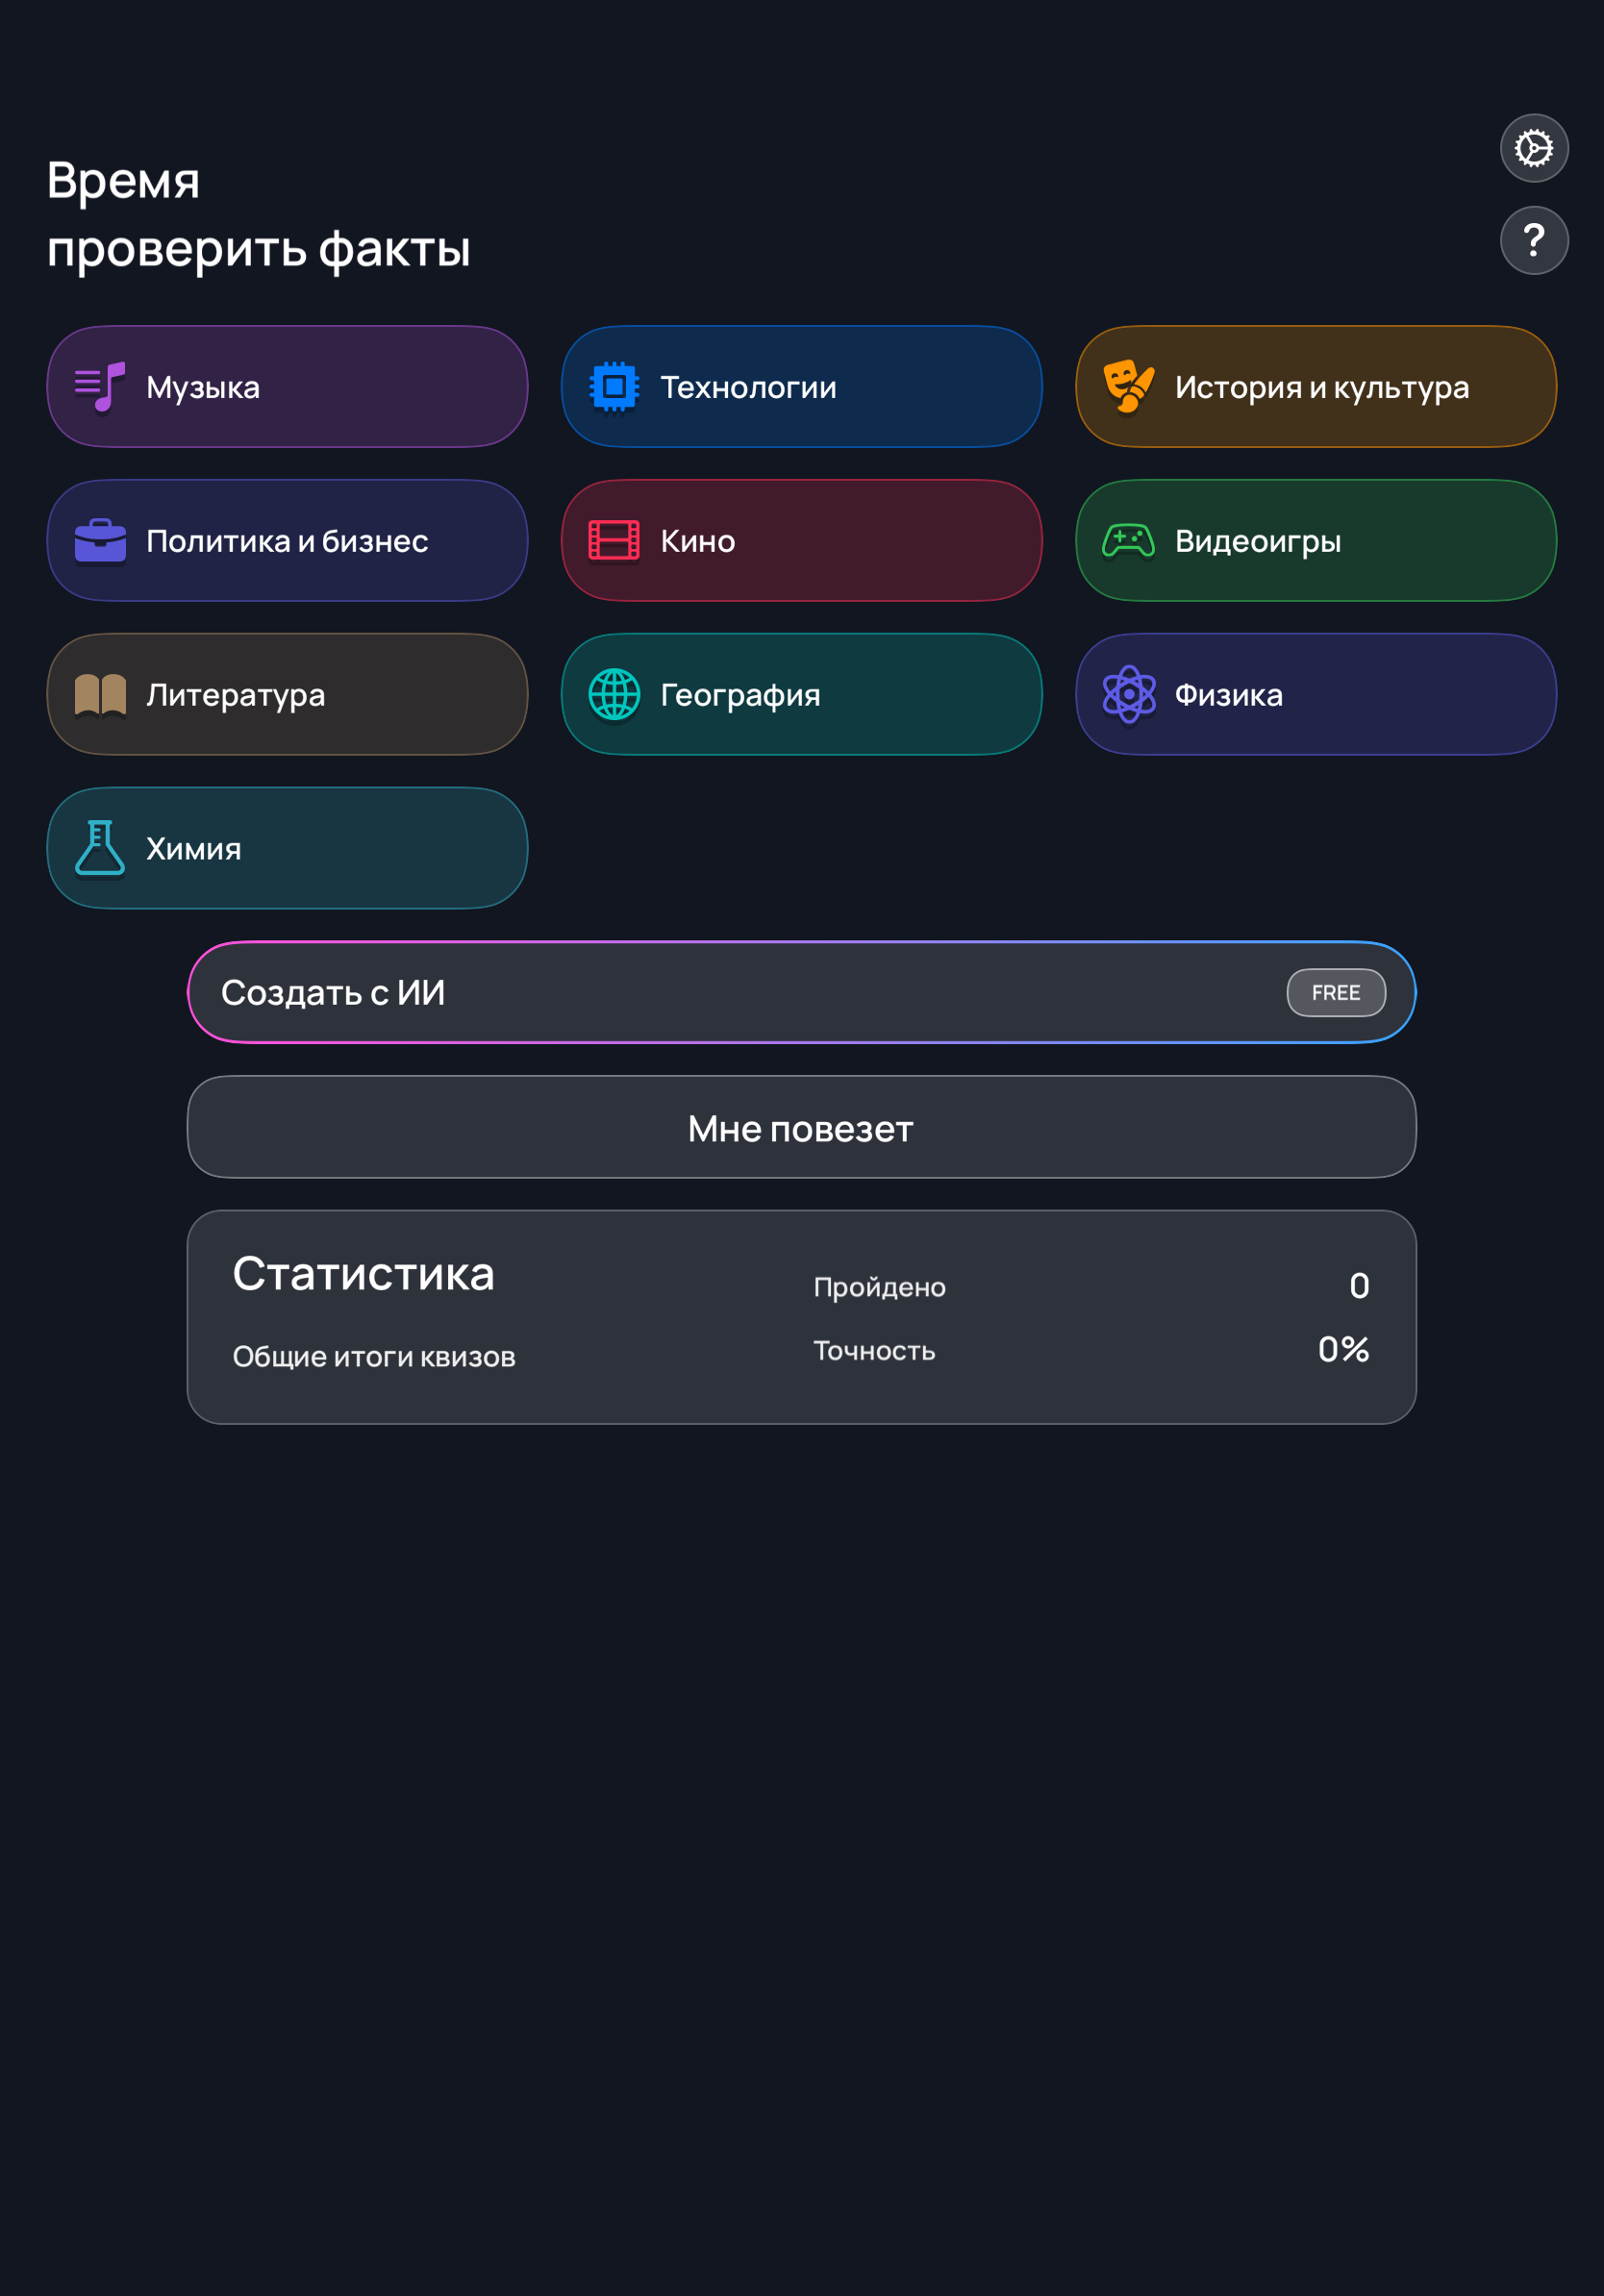 Время
проверить факты
?
Музыка
Технологии
История и культура
Политика и бизнес
Кино
Видеоигры
Литература
География
Физика
Химия
Создать с ИИ
FREE
Мне повезет
Статистика
Общие итоги квизов
Пройдено
0
Точность
0%